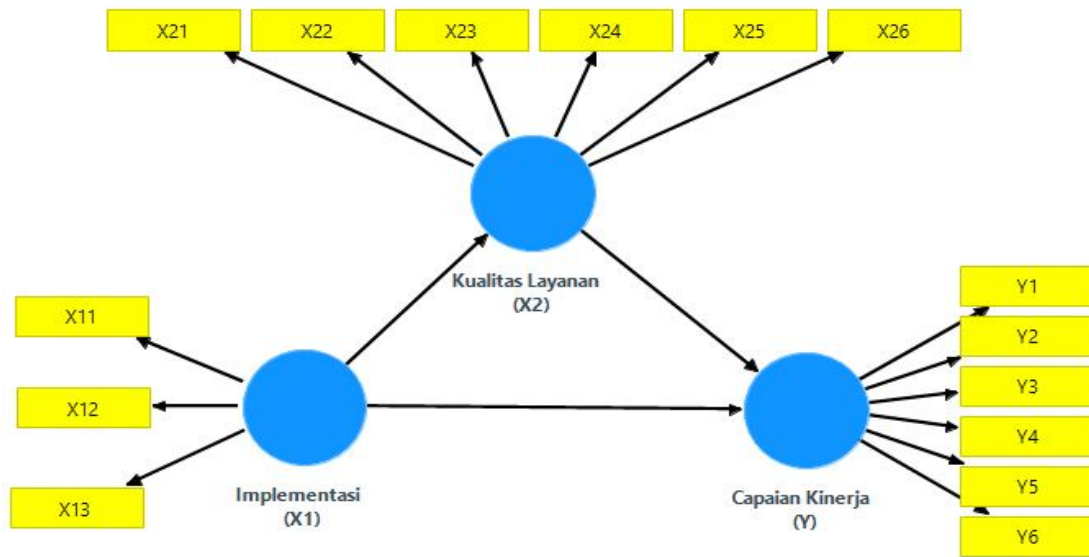 X21
X22
X23
X24
X25
X26
Kualitas Layanan
(X2)
X11
X12
X13
Implementasi
(X1)
Y1
Y2
Y3
Y4
Y5
Y6
Capaian Kinerja
(Y)